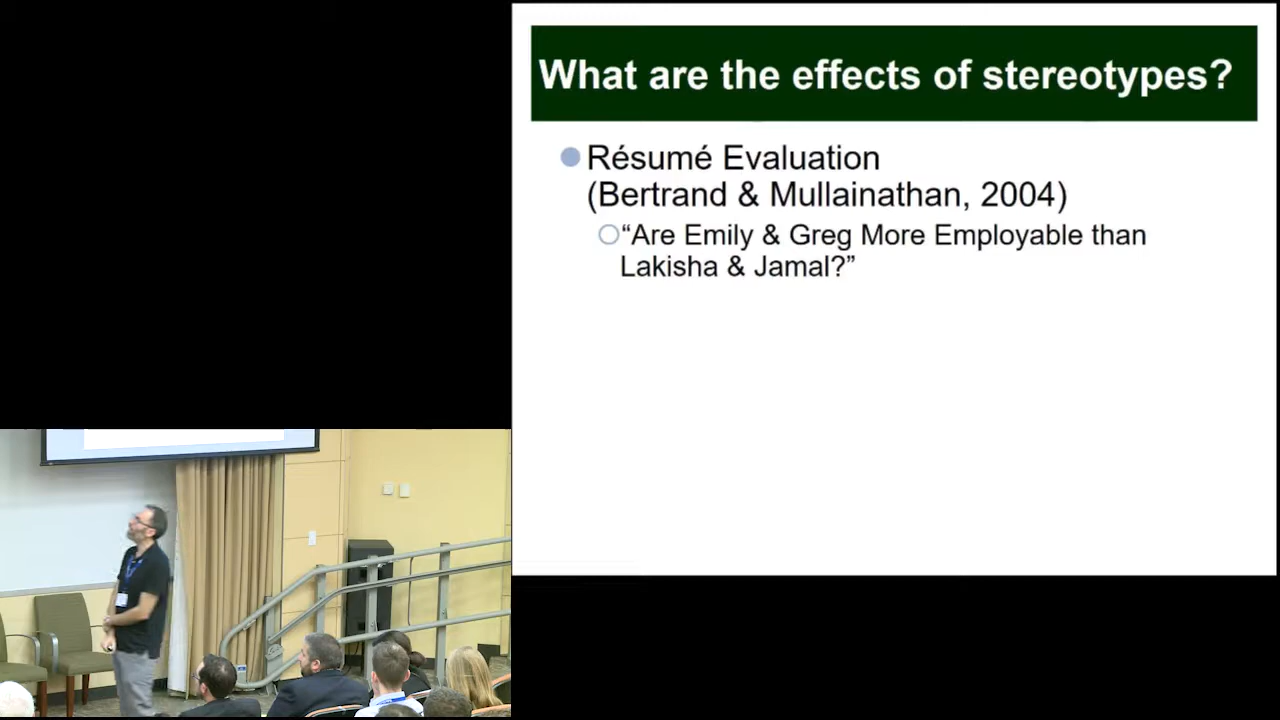 What are the effects of stereotypes?
Résumé Evaluation
(Bertrand & Mullainathan, 2004)
“Are Emily & Greg More Employable than
Lakisha & Jamal?”